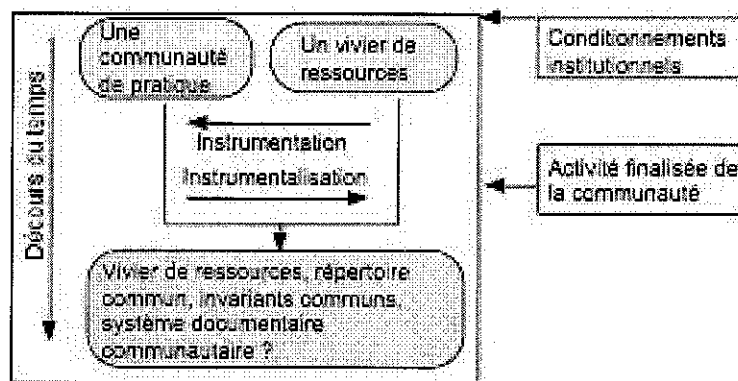 Une
communauté
de pratique
Un vivier de
ressources
Conditionnements
institutionnels
Décours du temps
Instrumentation
Instrumentalisation
Activité finalisée de
la communauté
Vivier de ressources, répertoire
commun, invariants communs,
système documentaire
communautaire ?